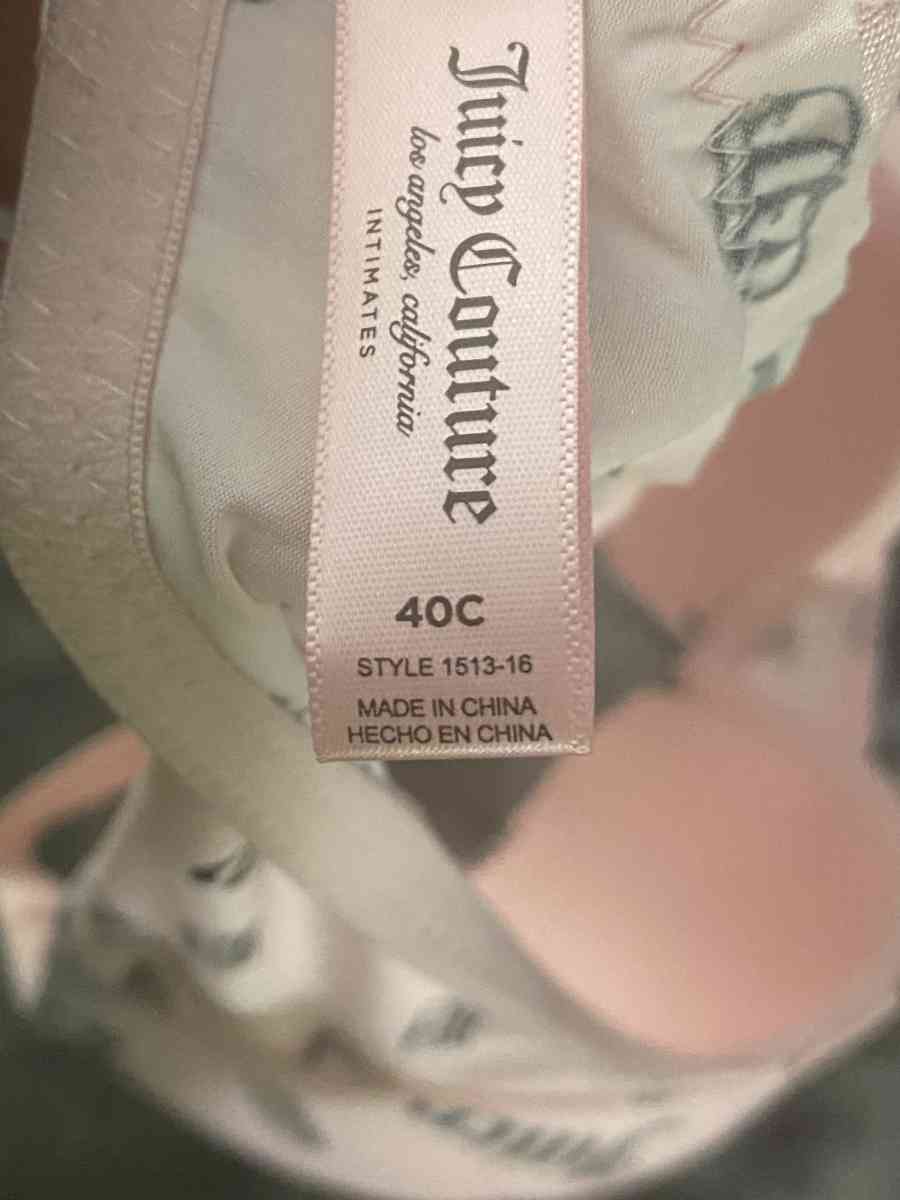 Juicy Couture
los angeles, california
INTIMATES
40C
STYLE 1513-16
MADE IN CHINA
HECHO EN CHINA